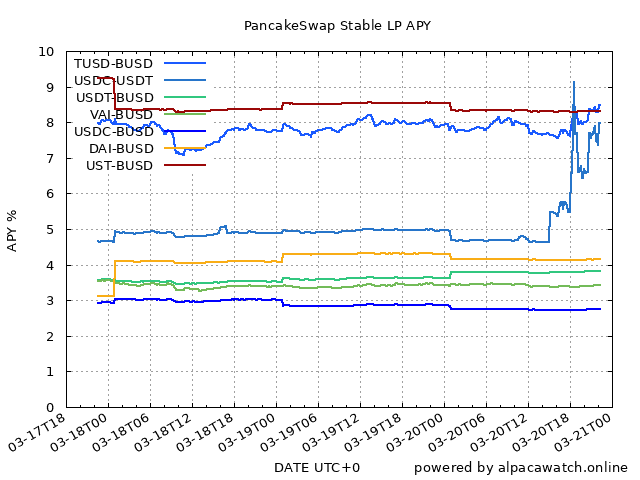 PancakeSwap Stable LP APY
TUSD-BUSD
USDC-USDT
USDT-BUSD
VAI-BUSD
USDC-BUSD
DAI-BUSD
UST-BUSD
APY %
10
9
8
7
6
5
4
3
2
1
0
03-17T18
03-18T00
03-18T06
03-18T12
03-18T18
03-19T00
03-19T06
03-19T12
03-19T18
03-20T00
03-20T06
03-20T12
03-20T18
03-21T00
DATE UTC+0
powered by alpacawatch.online